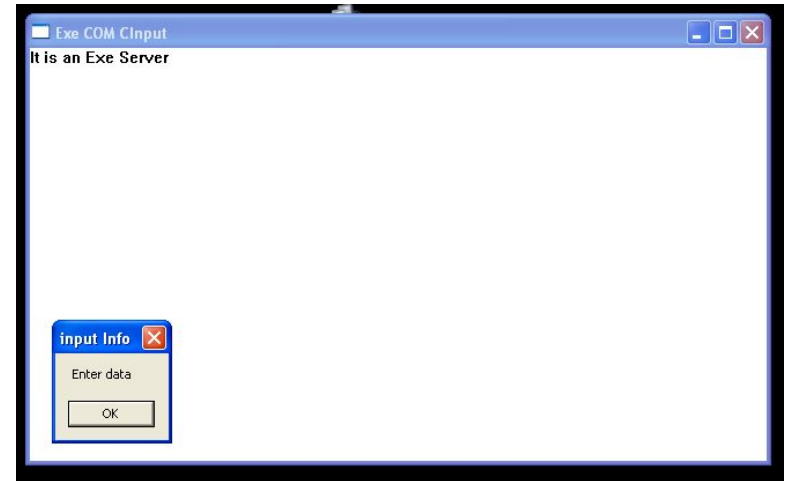 Exe COM CInput
It is an Exe Server
input Info
Enter data
OK